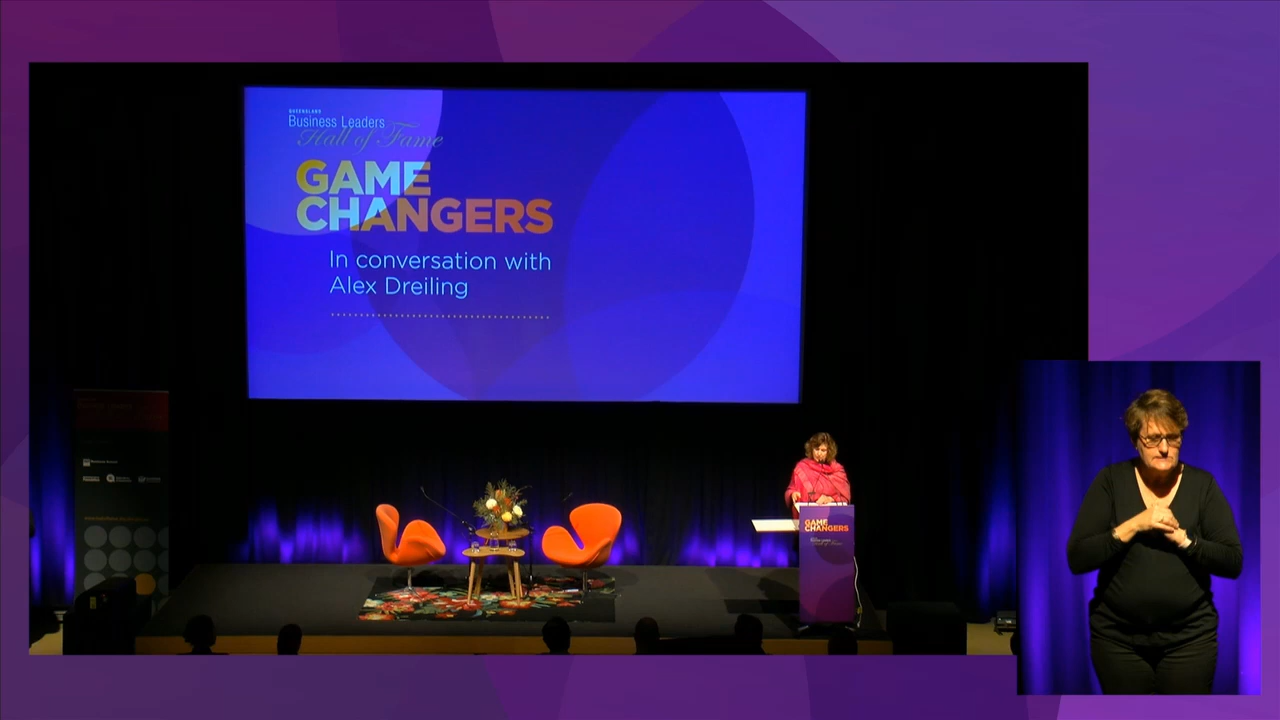 QUEENSLAND
Business Leaders
Hall of Fame
GAME
CHANGERS
In conversation with
Alex Dreiling
GAME
CHANGERS